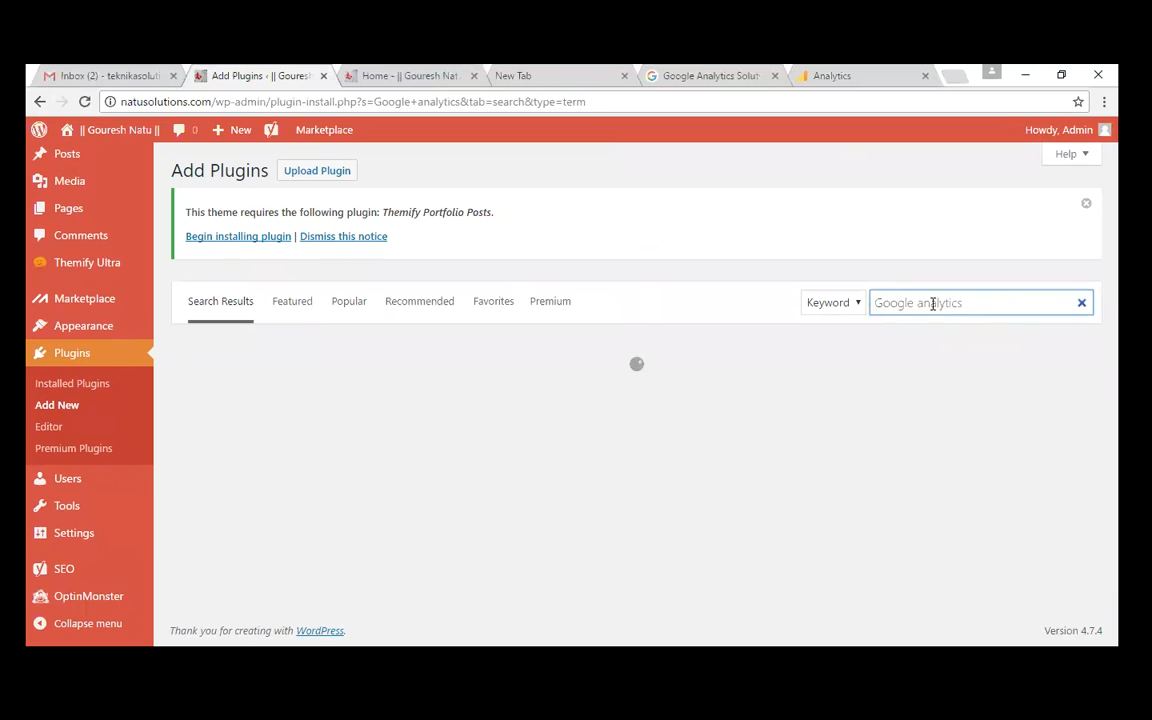 Inbox (2) - teknikasoluti
Add Plugins ‹ || Gouresh
Home - || Gouresh Nat
New Tab
Google Analytics Solut
Analytics
natusolutions.com/wp-admin/plugin-install.php?s=Google+analytics&tab=search&type=term
|| Gouresh Natu || 0 New Marketplace Howdy, Admin
Posts
Media
Pages
Comments
Themify Ultra
Marketplace
Appearance
Plugins
Installed Plugins
Add New
Editor
Premium Plugins
Users
Tools
Settings
SEO
OptinMonster
Collapse menu
Help
Add Plugins Upload Plugin
This theme requires the following plugin: Themify Portfolio Posts.
Begin installing plugin | Dismiss this notice
Search Results Featured Popular Recommended Favorites Premium Keyword Google analytics
Thank you for creating with WordPress. Version 4.7.4